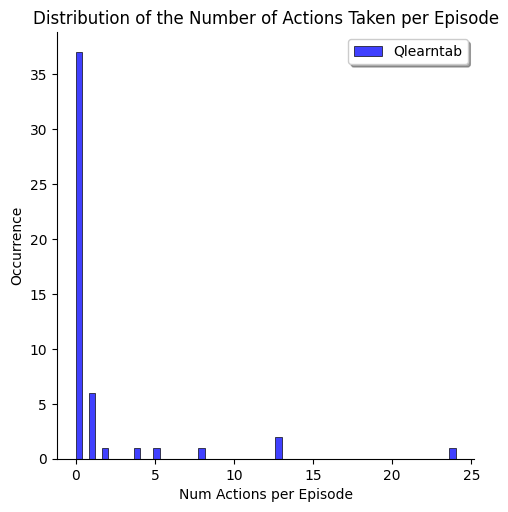 Distribution of the Number of Actions Taken per Episode
Qlearntab
35
30
25
20
15
10
5
0
Occurrence
0 5 10 15 20 25
Num Actions per Episode